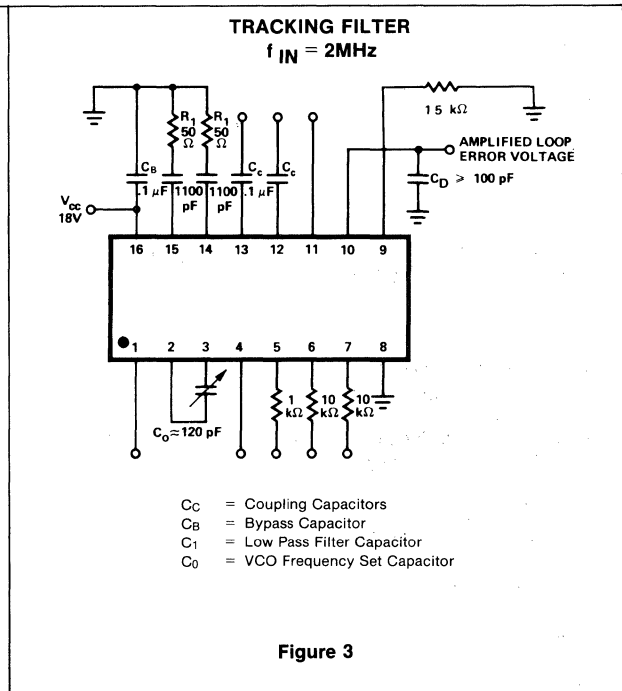 TRACKING FILTER
f IN = 2MHz
R1 50 Ω
R1 50 Ω
15 kΩ
AMPLIFIED LOOP
ERROR VOLTAGE
CB .1 µF
1100 pF
1100 pF
Cc .1 µF
Cc
CD ⩾ 100 pF
Vcc
18V
16 15 14 13 12 11 10 9
1 2 3 4 5 6 7 8
1 kΩ
10 kΩ
10 kΩ
Co≈120 pF
CC = Coupling Capacitors
CB = Bypass Capacitor
C1 = Low Pass Filter Capacitor
C0 = VCO Frequency Set Capacitor
Figure 3